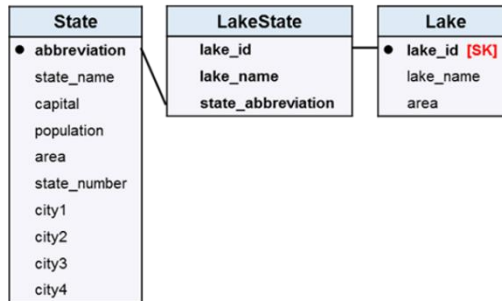 State
abbreviation
state_name
capital
population
area
state_number
city1
city2
city3
city4
LakeState
lake_id
lake_name
state_abbreviation
Lake
lake_id [SK]
lake_name
area